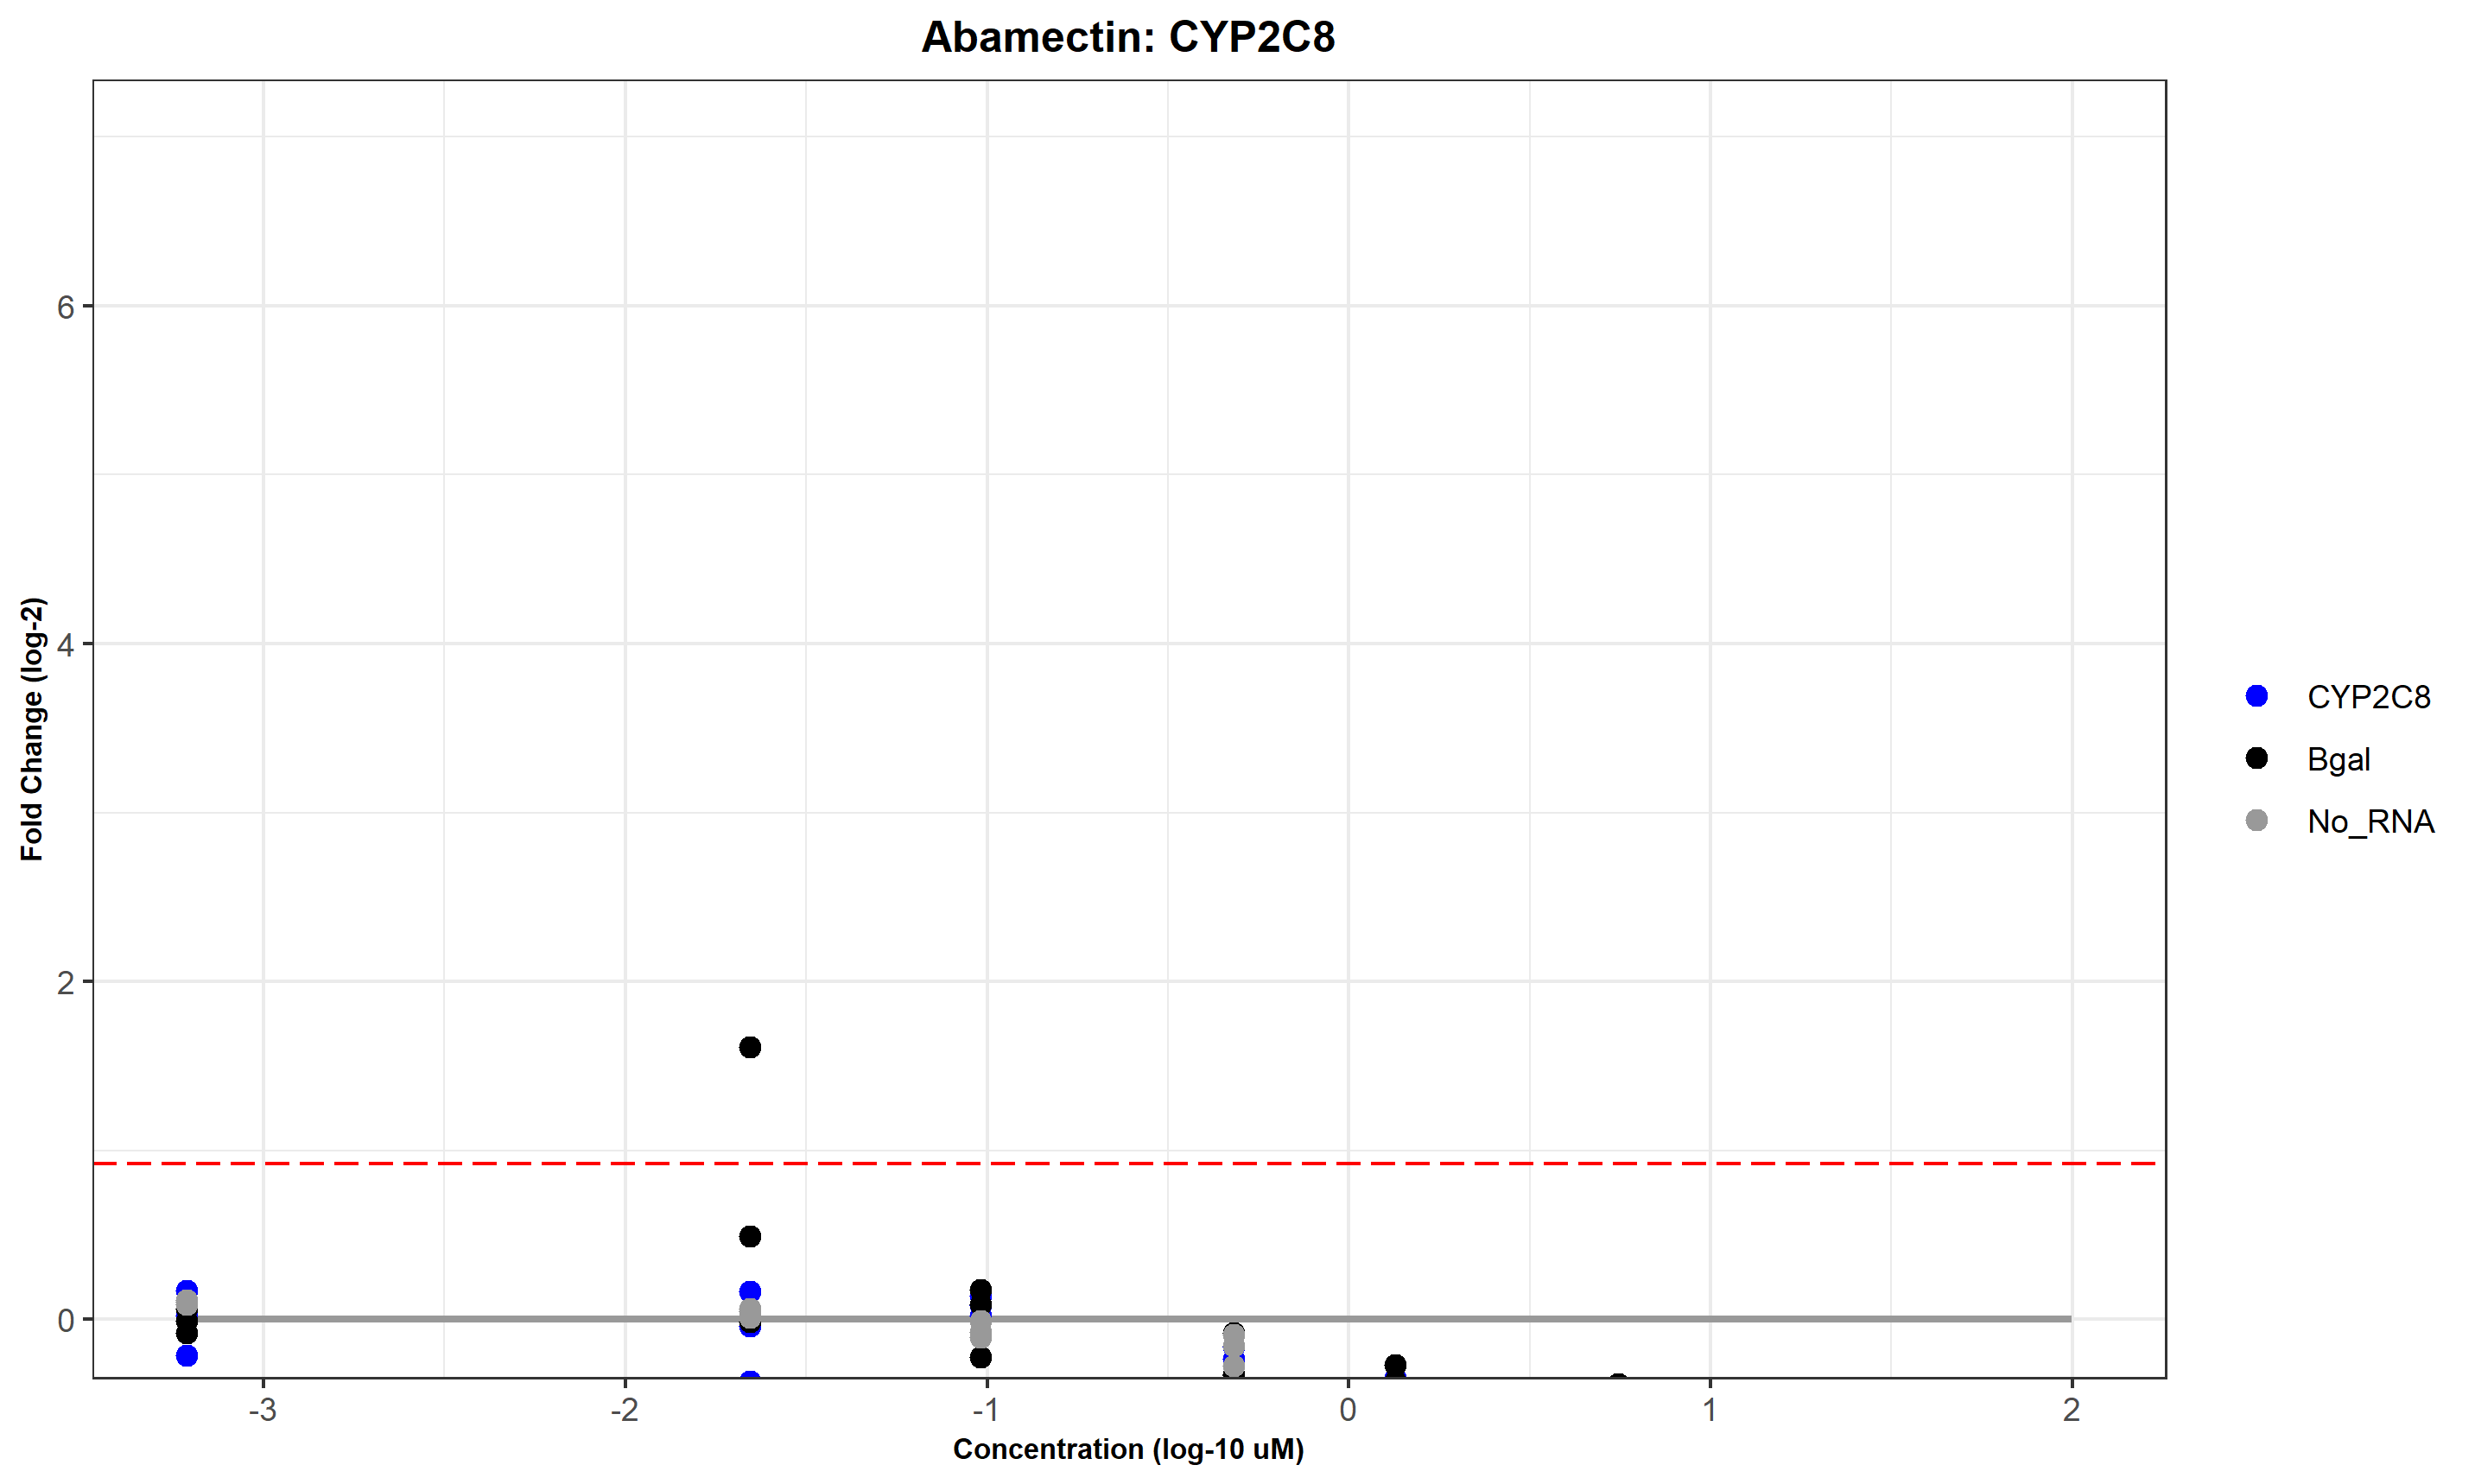 Abamectin: CYP2C8
Fold Change (log-2)
6
4
2
0
-3
-2
-1
0
1
2
Concentration (log-10 uM)
CYP2C8
Bgal
No_RNA